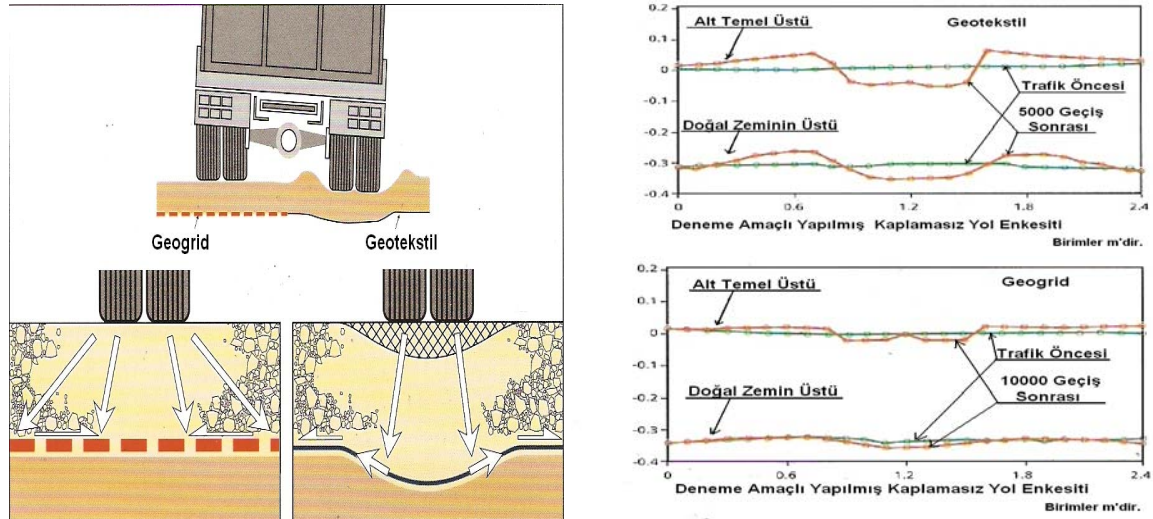 Geogrid
Geotekstil
0.2
0.1
0
-0.1
-0.3
-0.4
Alt Temel Üstü
Geotekstil
Trafik Öncesi
5000 Geçiş
Sonrası
Doğal Zeminin Üstü
0
0.6
1.2
1.8
2.4
Deneme Amaçlı Yapılmış Kaplamasız Yol Enkesiti
Birimler m'dir.
0.2
0.1
0
-0.1
-0.2
-0.3
-0.4
Alt Temel Üstü
Geogrid
Trafik Öncesi
10000 Geçiş
Sonrası
Doğal Zemin Üstü
0
0.6
1.2
1.8
2.4
Deneme Amaçlı Yapılmış Kaplamasız Yol Enkesiti
Birimler m'dir.